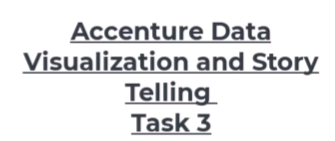 Accenture Data
Visualization and Story
Telling
Task 3